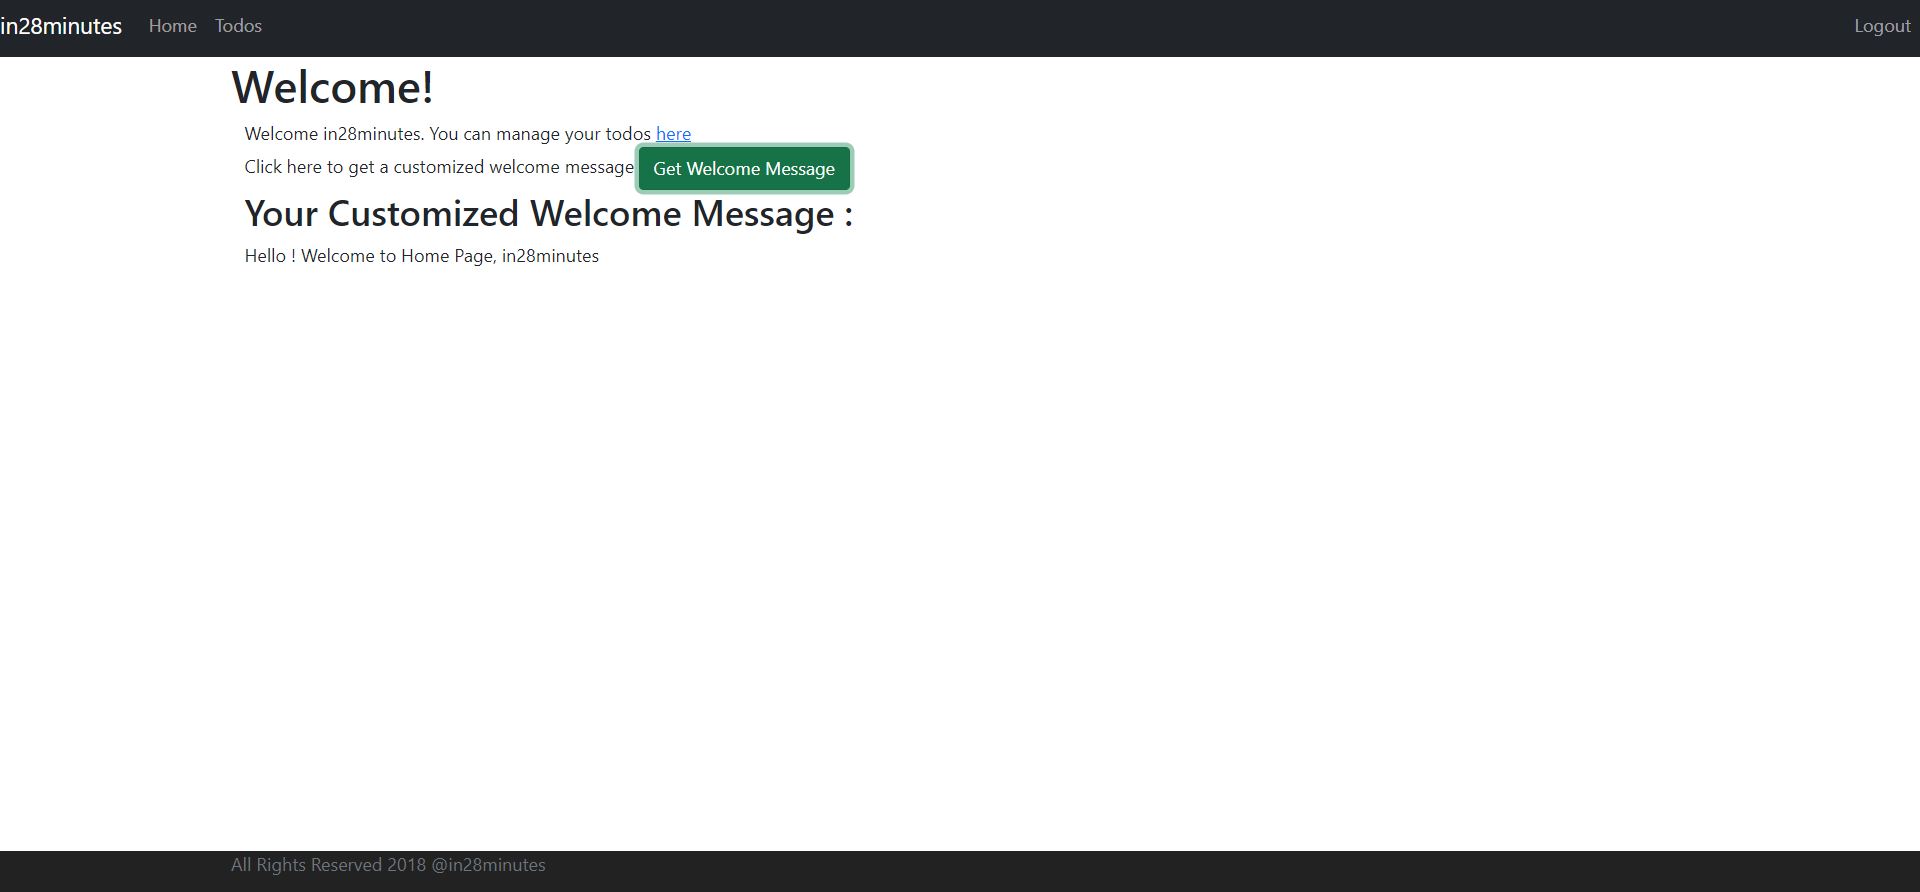 in28minutes Home Todos Logout
Welcome!
Welcome in28minutes. You can manage your todos here
Click here to get a customized welcome message Get Welcome Message
Your Customized Welcome Message :
Hello ! Welcome to Home Page, in28minutes
All Rights Reserved 2018 @in28minutes